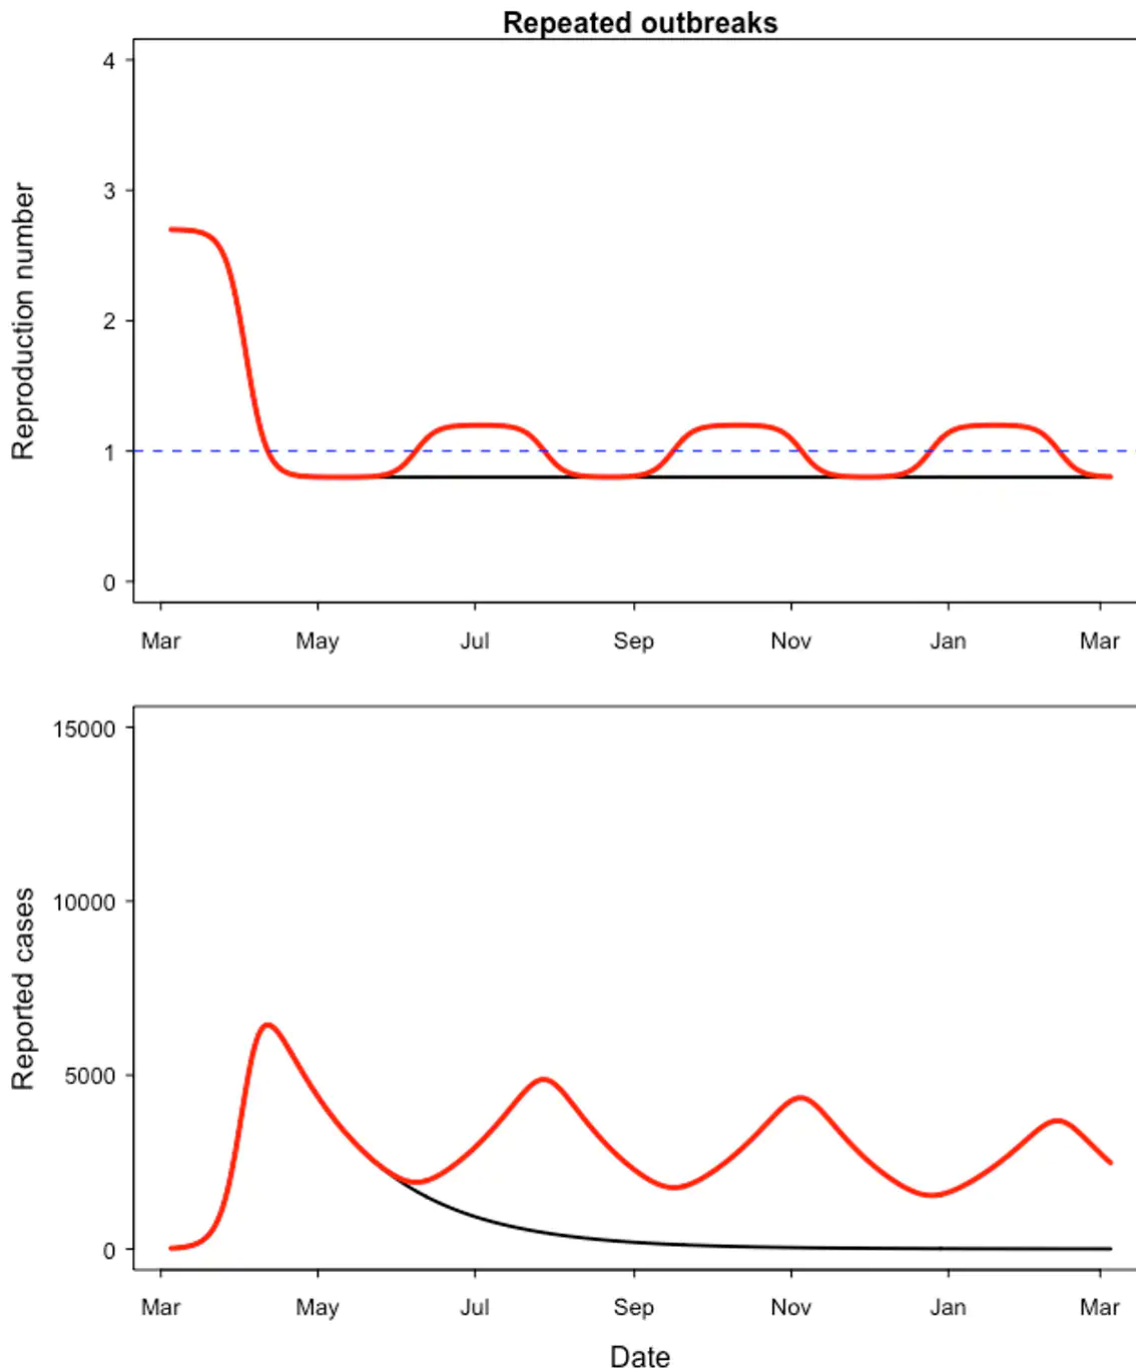 Repeated outbreaks
Reproduction number
4
3
2
1
0
Mar May Jul Sep Nov Jan Mar
Reported cases
15000
10000
5000
0
Mar May Jul Sep Nov Jan Mar
Date